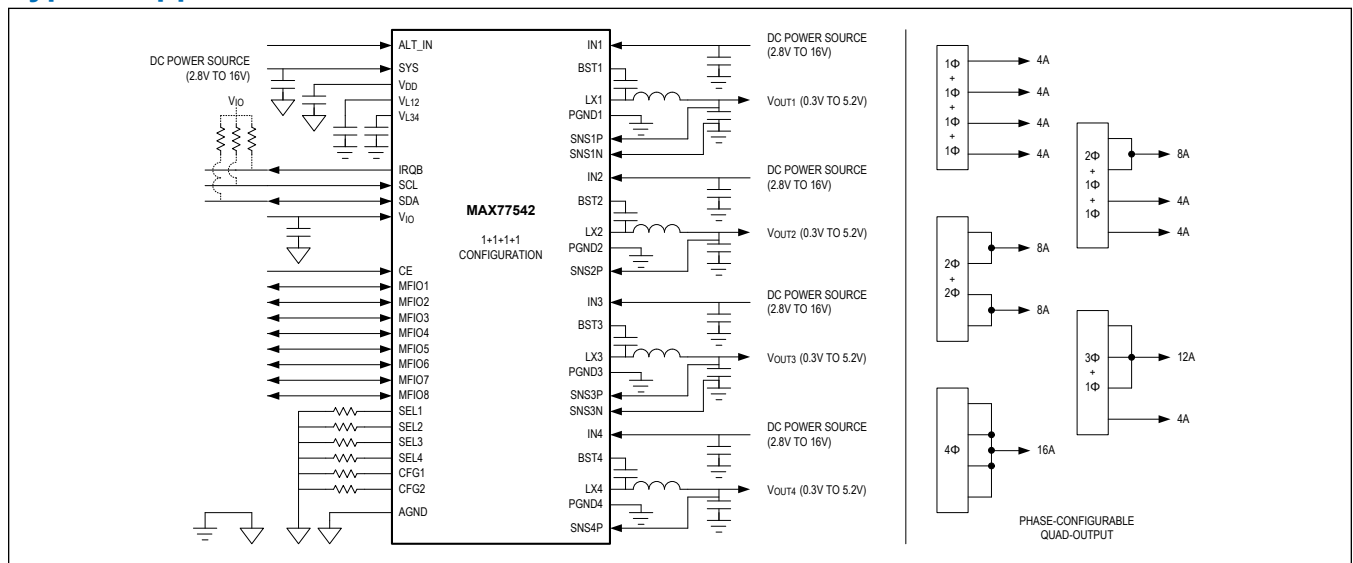 ALT_IN
DC POWER SOURCE
(2.8V TO 16V)
SYS
VDD
VL12
VL34
VIO
IRQB
SCL
SDA
VIO
CE
MFIO1
MFIO2
MFIO3
MFIO4
MFIO5
MFIO6
MFIO7
MFIO8
SEL1
SEL2
SEL3
SEL4
CFG1
CFG2
AGND
MAX77542
1+1+1+1
CONFIGURATION
IN1
BST1
LX1
PGND1
SNS1P
SNS1N
IN2
BST2
LX2
PGND2
SNS2P
IN3
BST3
LX3
PGND3
SNS3P
SNS3N
IN4
BST4
LX4
PGND4
SNS4P
DC POWER SOURCE
(2.8V TO 16V)
VOUT1 (0.3V TO 5.2V)
DC POWER SOURCE
(2.8V TO 16V)
VOUT2 (0.3V TO 5.2V)
DC POWER SOURCE
(2.8V TO 16V)
VOUT3 (0.3V TO 5.2V)
DC POWER SOURCE
(2.8V TO 16V)
VOUT4 (0.3V TO 5.2V)
1Φ
+
1Φ
+
1Φ
+
1Φ
4A
4A
4A
4A
2Φ
+
1Φ
+
1Φ
8A
4A
4A
2Φ
+
2Φ
8A
8A
3Φ
+
1Φ
12A
4A
4Φ
16A
PHASE-CONFIGURABLE
QUAD-OUTPUT